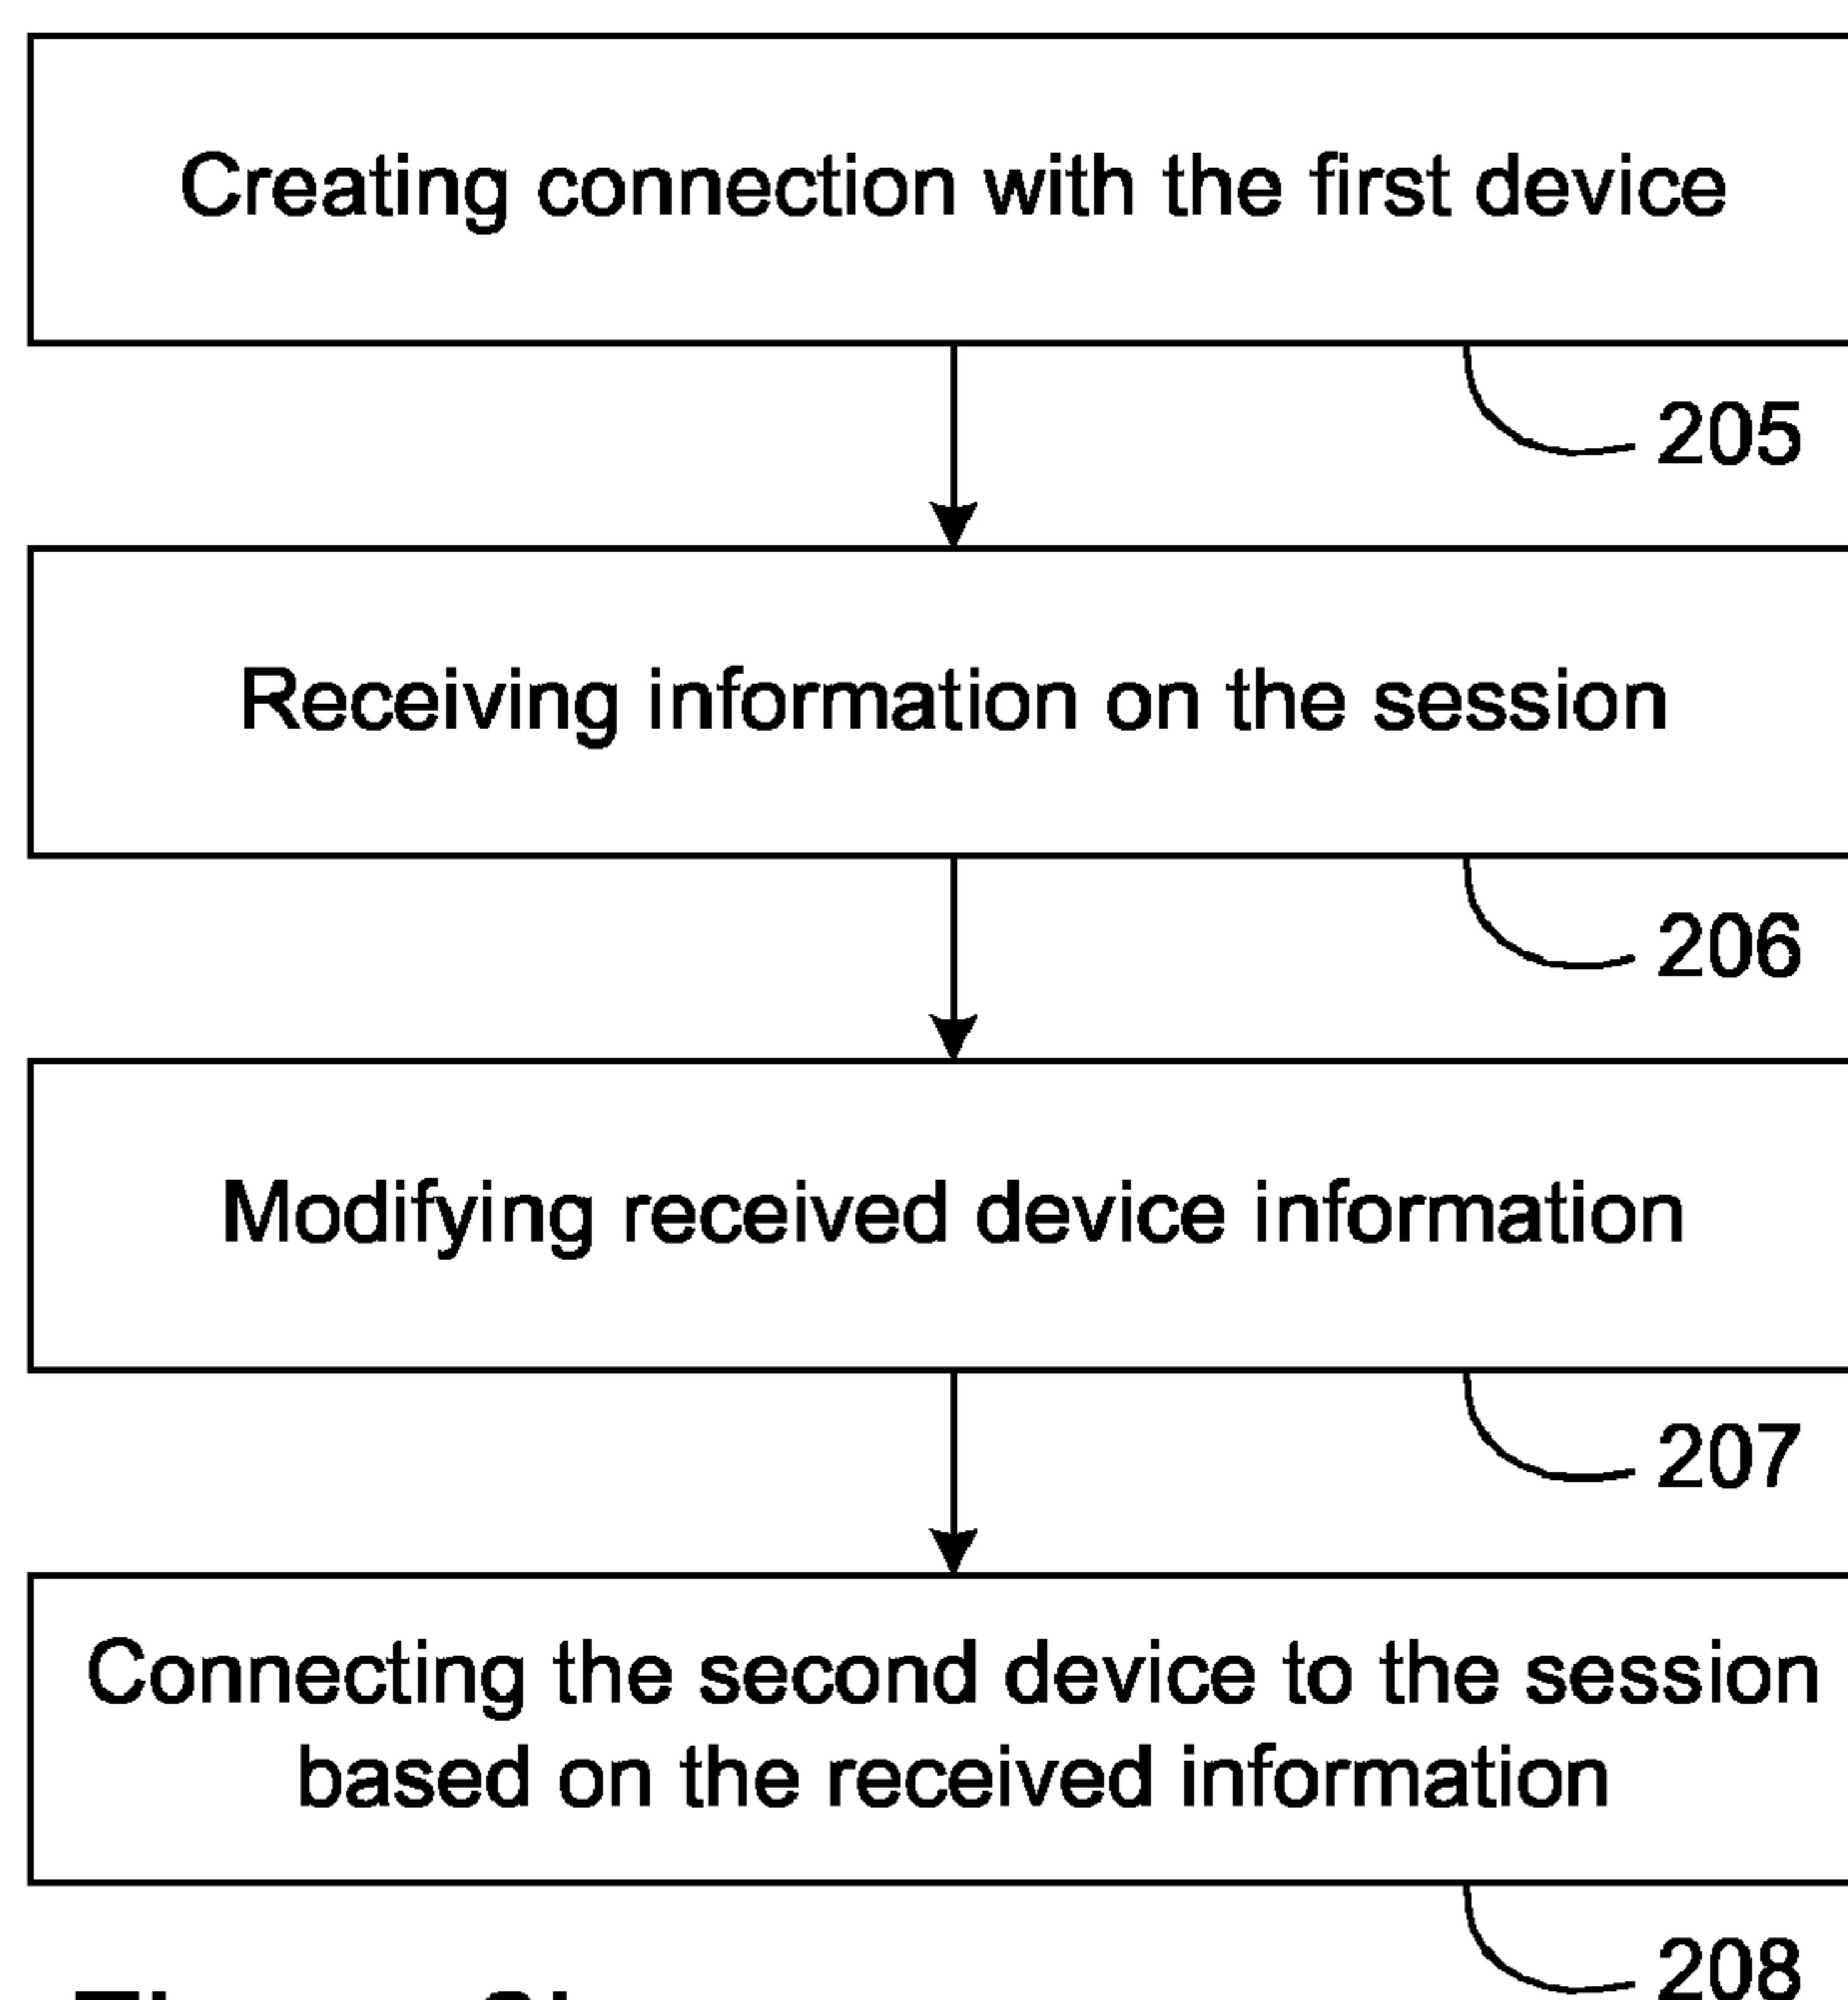 Creating connection with the first device
205
Receiving information on the session
206
Modifying received device information
207
Connecting the second device to the session
based on the received information
208